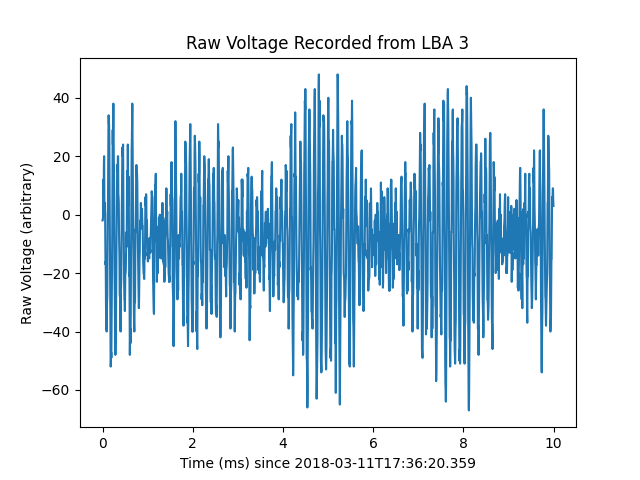 Raw Voltage Recorded from LBA 3
Raw Voltage (arbitrary)
40
20
0
−20
−40
−60
0 2 4 6 8 10
Time (ms) since 2018-03-11T17:36:20.359